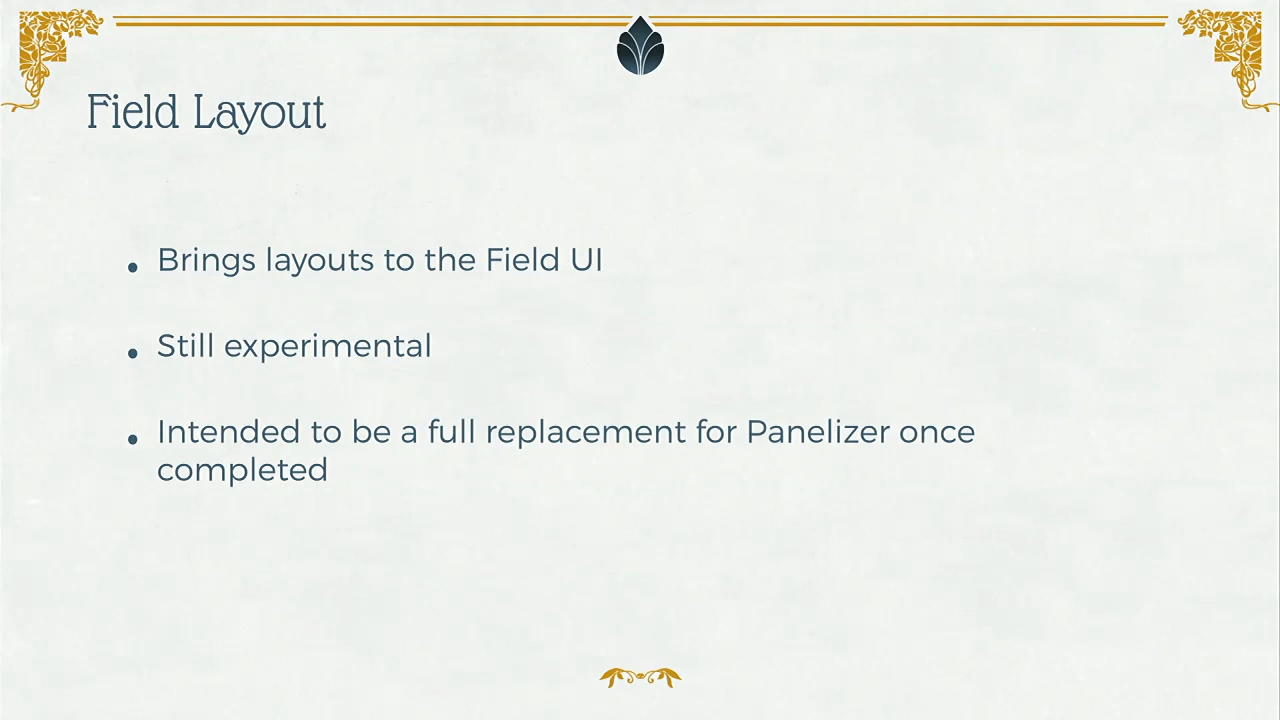 Field Layout
Brings layouts to the Field UI
Still experimental
Intended to be a full replacement for Panelizer once
completed